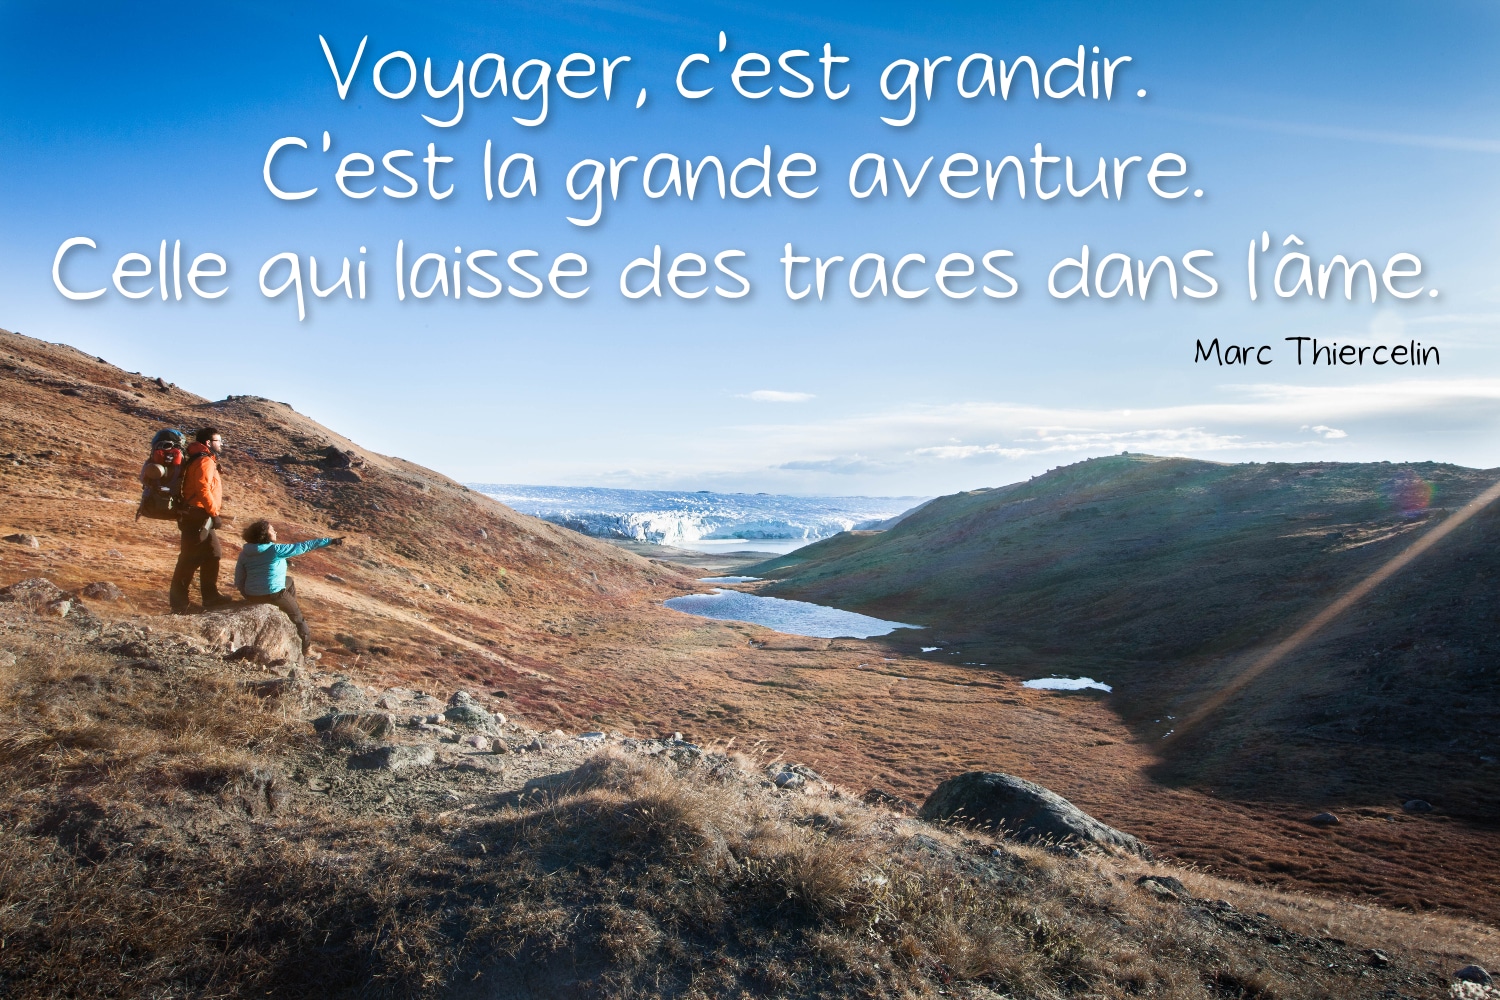 Voyager, c'est grandir.
C'est la grande aventure.
Celle qui laisse des traces dans l'âme.
Marc Thiercelin